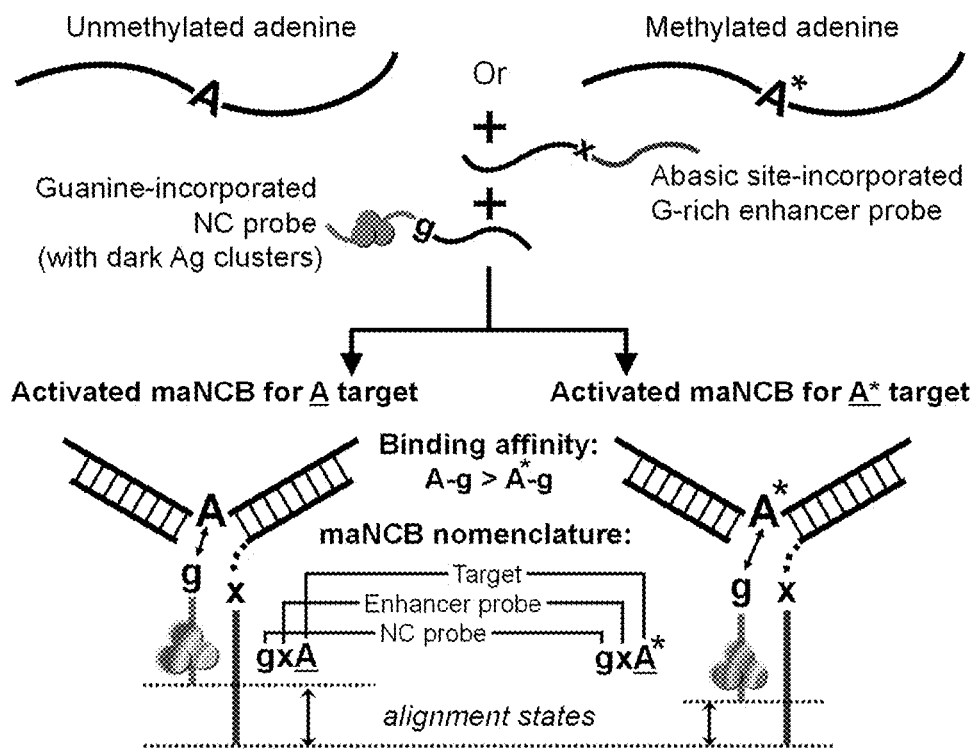 Unmethylated adenine
Methylated adenine
A
Or
A*
+
x
Guanine-incorporated
NC probe
(with dark Ag clusters)
+
g
Abasic site-incorporated
G-rich enhancer probe
Activated maNCB for A target
Activated maNCB for A* target
Binding affinity:
A-g > A*-g
A
g
x
A*
g
x
maNCB nomenclature:
Target
Enhancer probe
NC probe
gxA
gxA*
alignment states